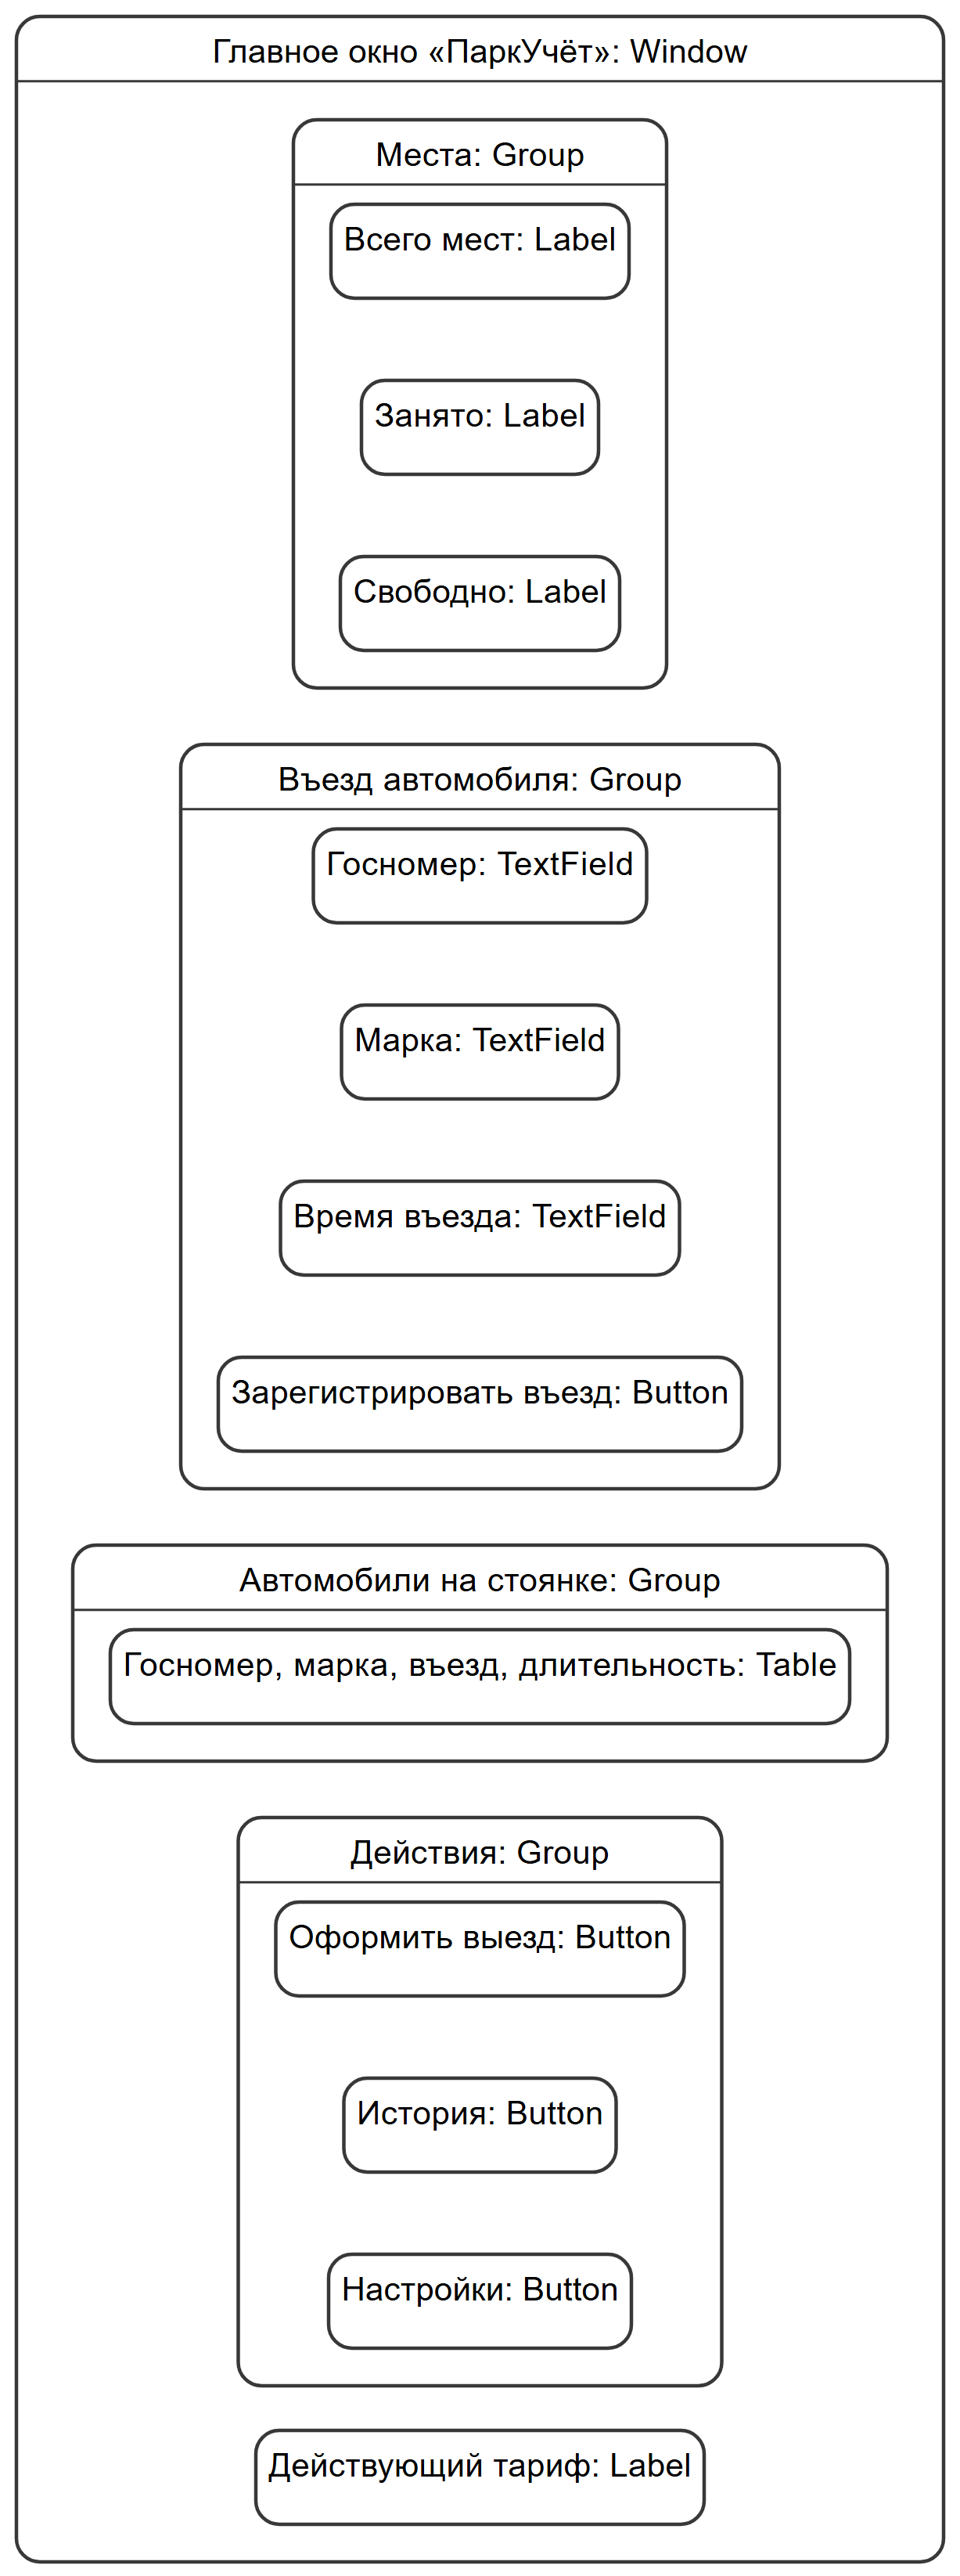 Главное окно «ПаркУчёт»: Window
Места: Group
Всего мест: Label
Занято: Label
Свободно: Label
Въезд автомобиля: Group
Госномер: TextField
Марка: TextField
Время въезда: TextField
Зарегистрировать въезд: Button
Автомобили на стоянке: Group
Госномер, марка, въезд, длительность: Table
Действия: Group
Оформить выезд: Button
История: Button
Настройки: Button
Действующий тариф: Label